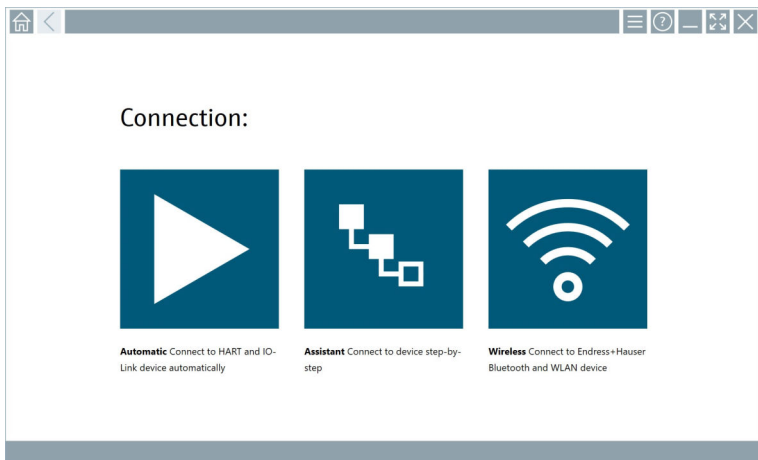 Connection:
Automatic Connect to HART and IO-
Link device automatically
Assistant Connect to device step-by-
step
Wireless Connect to Endress+Hauser
Bluetooth and WLAN device